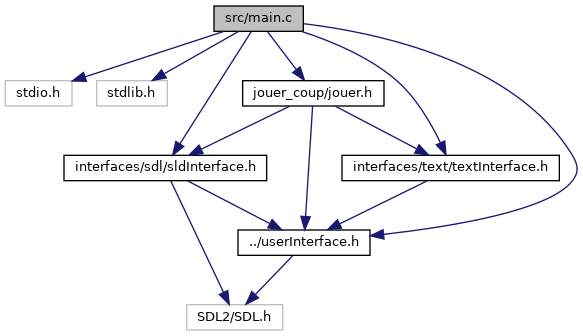 src/main.c
stdio.h
stdlib.h
jouer_coup/jouer.h
interfaces/sdl/sldInterface.h
interfaces/text/textInterface.h
../userInterface.h
SDL2/SDL.h